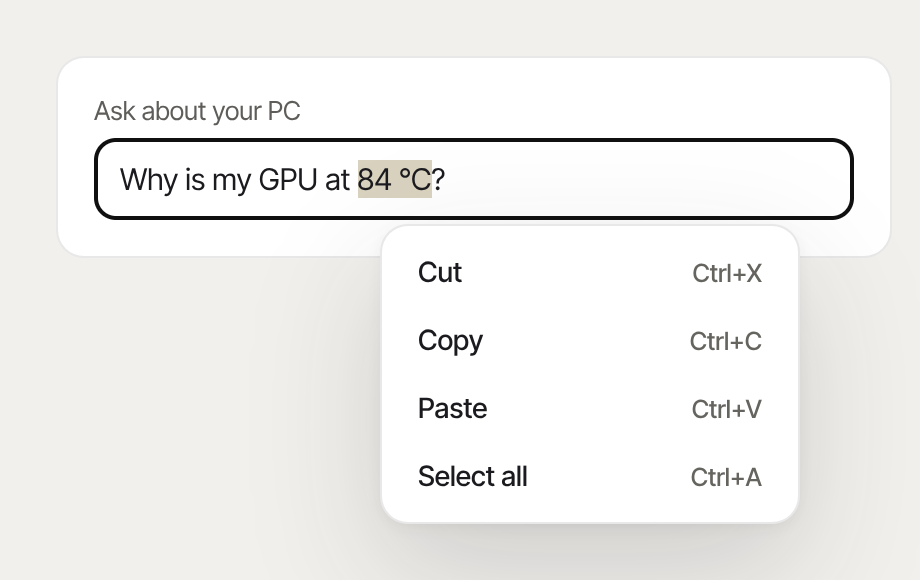 Ask about your PC
Why is my GPU at 84 °C?
Cut Ctrl+X
Copy Ctrl+C
Paste Ctrl+V
Select all Ctrl+A